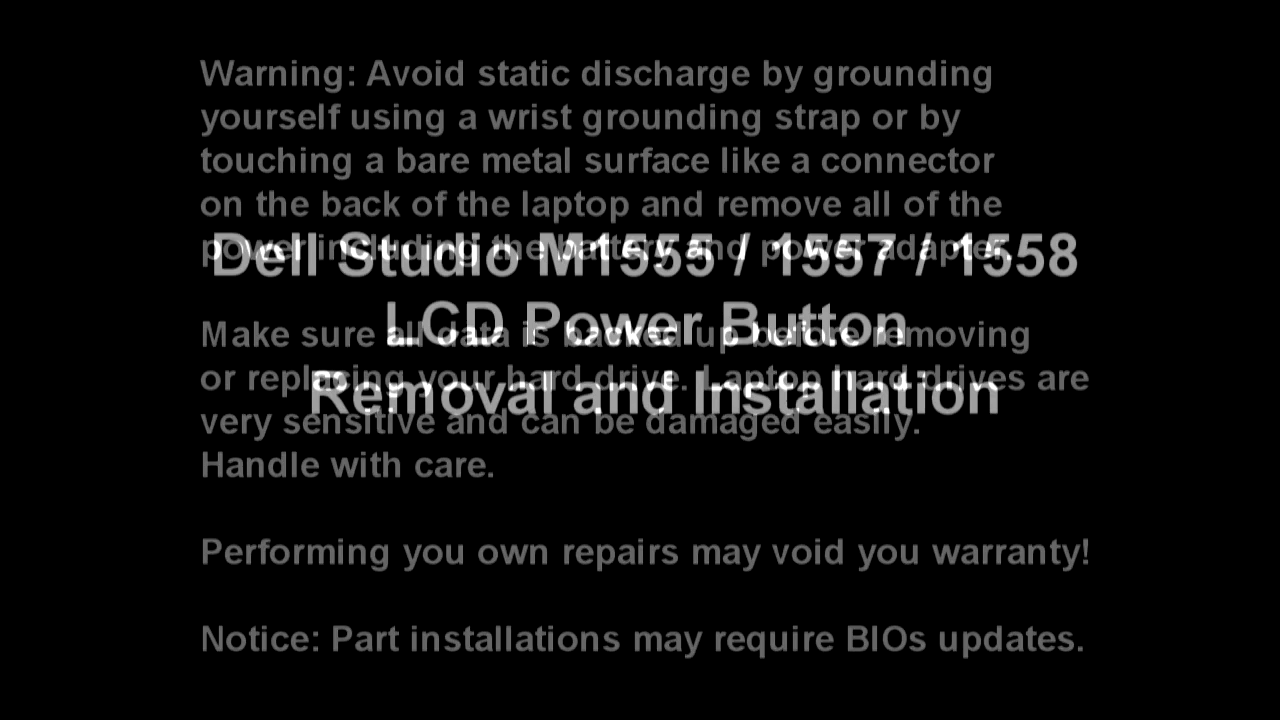 Warning: Avoid static discharge by grounding
yourself using a wrist grounding strap or by
touching a bare metal surface like a connector
on the back of the laptop and remove all of the
power including the battery and power adapter.
Dell Studio M1555 / 1557 / 1558
LCD Power Button
Removal and Installation
Make sure all data is backed up before removing
or replacing your hard drive. Laptop hard drives are
very sensitive and can be damaged easily.
Handle with care.
Performing you own repairs may void you warranty!
Notice: Part installations may require BIOs updates.